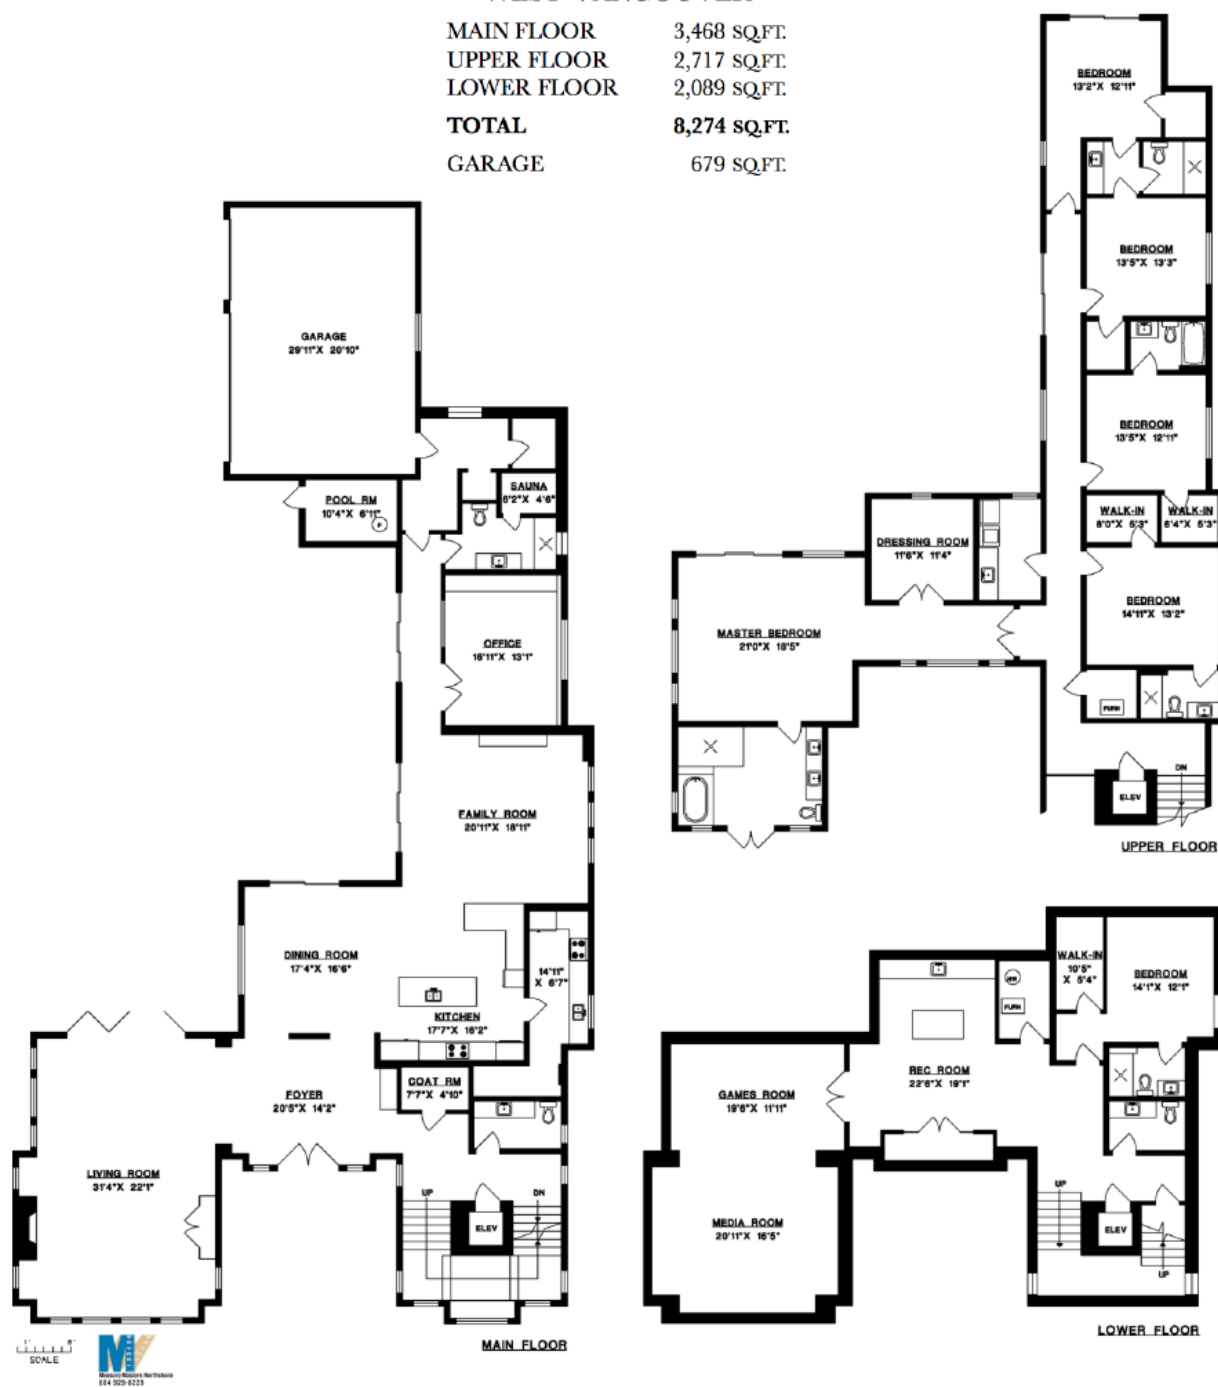 WEST VANCOUVER
MAIN FLOOR 3,468 SQ.FT.
UPPER FLOOR 2,717 SQ.FT.
LOWER FLOOR 2,089 SQ.FT.
TOTAL 8,274 SQ.FT.
GARAGE 679 SQ.FT.
GARAGE
29'11"X 20'10"
POOL RM
10'4"X 6'11"
P
SAUNA
6'2"X 4'6"
OFFICE
16'11"X 13'1"
FAMILY ROOM
20'11"X 18'11"
DINING ROOM
17'4"X 16'6"
14'11"
X 6'7"
KITCHEN
17'7"X 16'2"
COAT RM
7'7"X 4'10"
FOYER
20'5"X 14'2"
LIVING ROOM
31'4"X 22'1"
UP
DN
ELEV
MAIN FLOOR
SCALE
Measure Masters Northshore
604 929-6229
BEDROOM
13'2"X 12'11"
BEDROOM
13'5"X 13'3"
BEDROOM
13'5"X 12'11"
WALK-IN
8'0"X 5'3"
WALK-IN
6'4"X 5'3"
DRESSING ROOM
11'6"X 11'4"
BEDROOM
14'11"X 13'2"
MASTER BEDROOM
21'0"X 18'5"
FURN
DN
ELEV
UPPER FLOOR
WALK-IN
10'5"
X 5'4"
BEDROOM
14'1"X 12'1"
HW
FURN
REC ROOM
22'6"X 19'1"
GAMES ROOM
19'6"X 11'11"
MEDIA ROOM
20'11"X 16'5"
UP
ELEV
UP
LOWER FLOOR